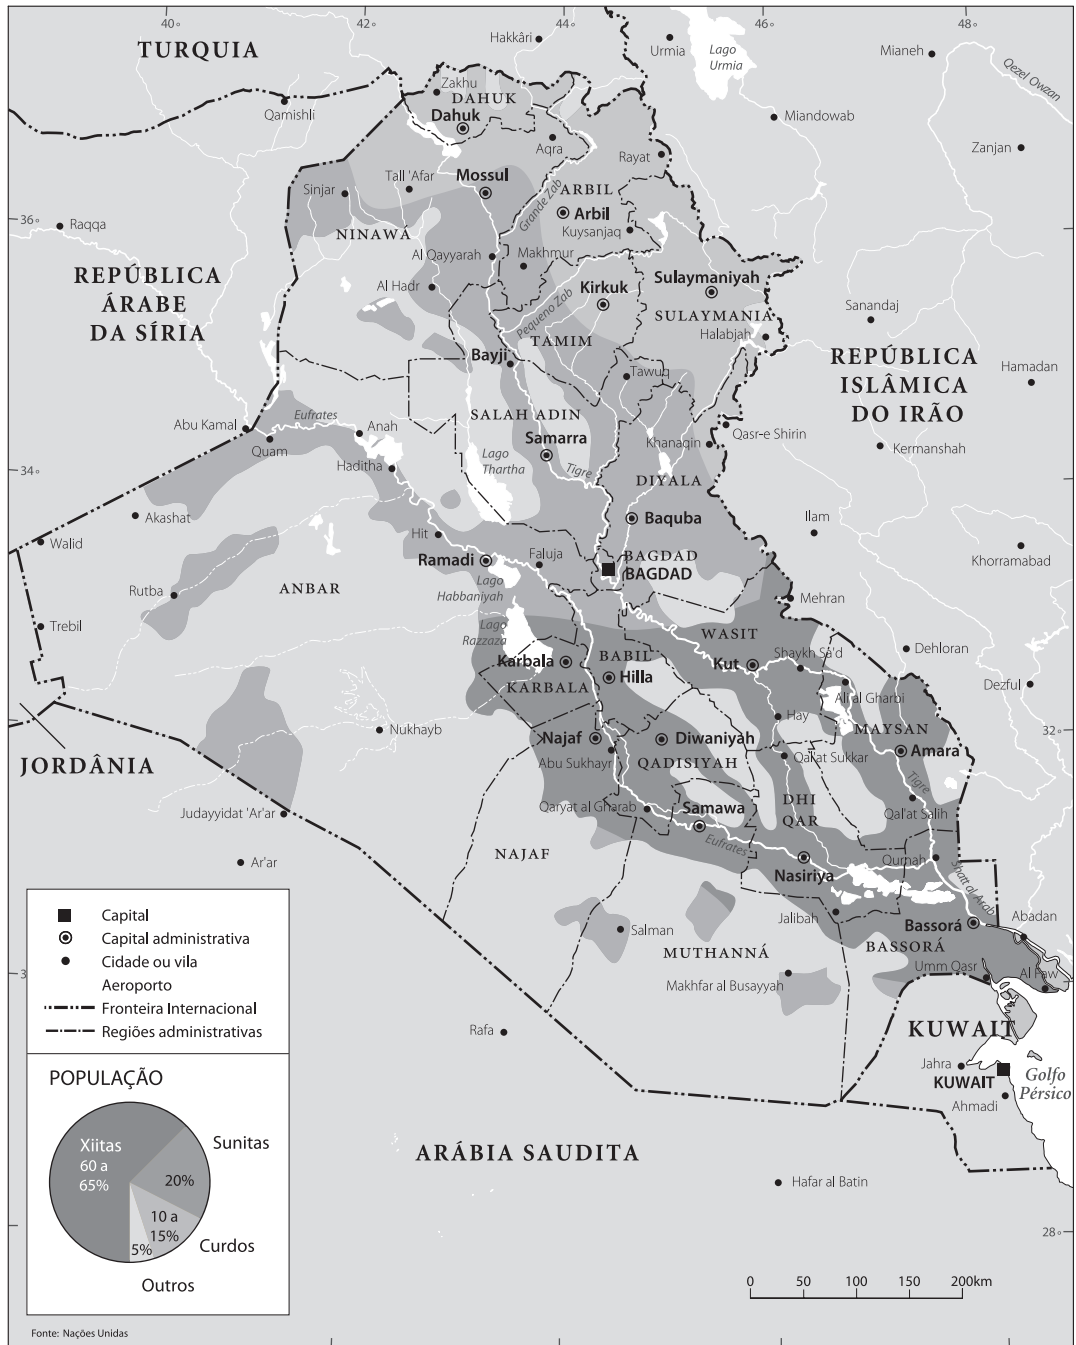 40°
42
44
46
48
36°
34°
32°
28°
TURQUIA
Hakkâri
Urmia
Lago
Urmia
Mianeh
Qezel Owzan
Qamishli
Zakhu
DAHUK
Dahuk
Aqra
Rayat
Miandowab
Zanjan
Sinjar
Tall 'Afar
Mossul
ARBIL
Arbil
Grande Zab
Kuysanjaq
Raqqa
NINAWÁ
Al Qayyarah
Makhmur
REPÚBLICA
ÁRABE
DA SÍRIA
Al Hadr
Kirkuk
Sulaymaniyah
Pequeno Zab
SULAYMANIA
Halabjah
TAMIM
Sanandaj
REPÚBLICA
ISLÂMICA
DO IRÃO
Hamadan
Bayji
Tawuq
Abu Kamal
Eufrates
Anah
Quam
Haditha
SALAH ADIN
Samarra
Lago
Thartha
Tigre
Khanaqin
Qasr-e Shirin
Kermanshah
DIYALA
Akashat
Walid
Hit
Baquba
Ilam
Khorramabad
Ramadi
Faluja
BAGDAD
BAGDAD
Rutba
ANBAR
Lago
Habbaniyah
Mehran
Trebil
Lago
Razzaza
WASIT
Karbala
BABIL
Hilla
Kut
Shaykh Sa'd
Dehloran
KARBALA
Ali al Gharbi
Dezful
JORDÂNIA
Nukhayb
Najaf
Abu Sukhayr
Diwaniyah
QADISIYAH
Hay
Qal'at Sukkar
MAYSAN
Amara
Judayyidat 'Ar'ar
Qaryat al Gharab
Samawa
DHI
QAR
Tigre
Qal'at Salih
Ar'ar
NAJAF
Eufrates
Nasiriya
Qurnah
Shatt al Arab
Salman
Jalibah
Bassorá
Abadan
MUTHANNÁ
BASSORÁ
Makhfar al Busayyah
Umm Qasr
Al Faw
Rafa
KUWAIT
Jahra
KUWAIT
Golfo
Pérsico
Ahmadi
ARÁBIA SAUDITA
Hafar al Batin
Capital
Capital administrativa
Cidade ou vila
Aeroporto
Fronteira Internacional
Regiões administrativas
POPULAÇÃO
Xiitas
60 a
65%
Sunitas
20%
10 a
15%
Curdos
5%
Outros
0 50 100 150 200km
Fonte: Nações Unidas